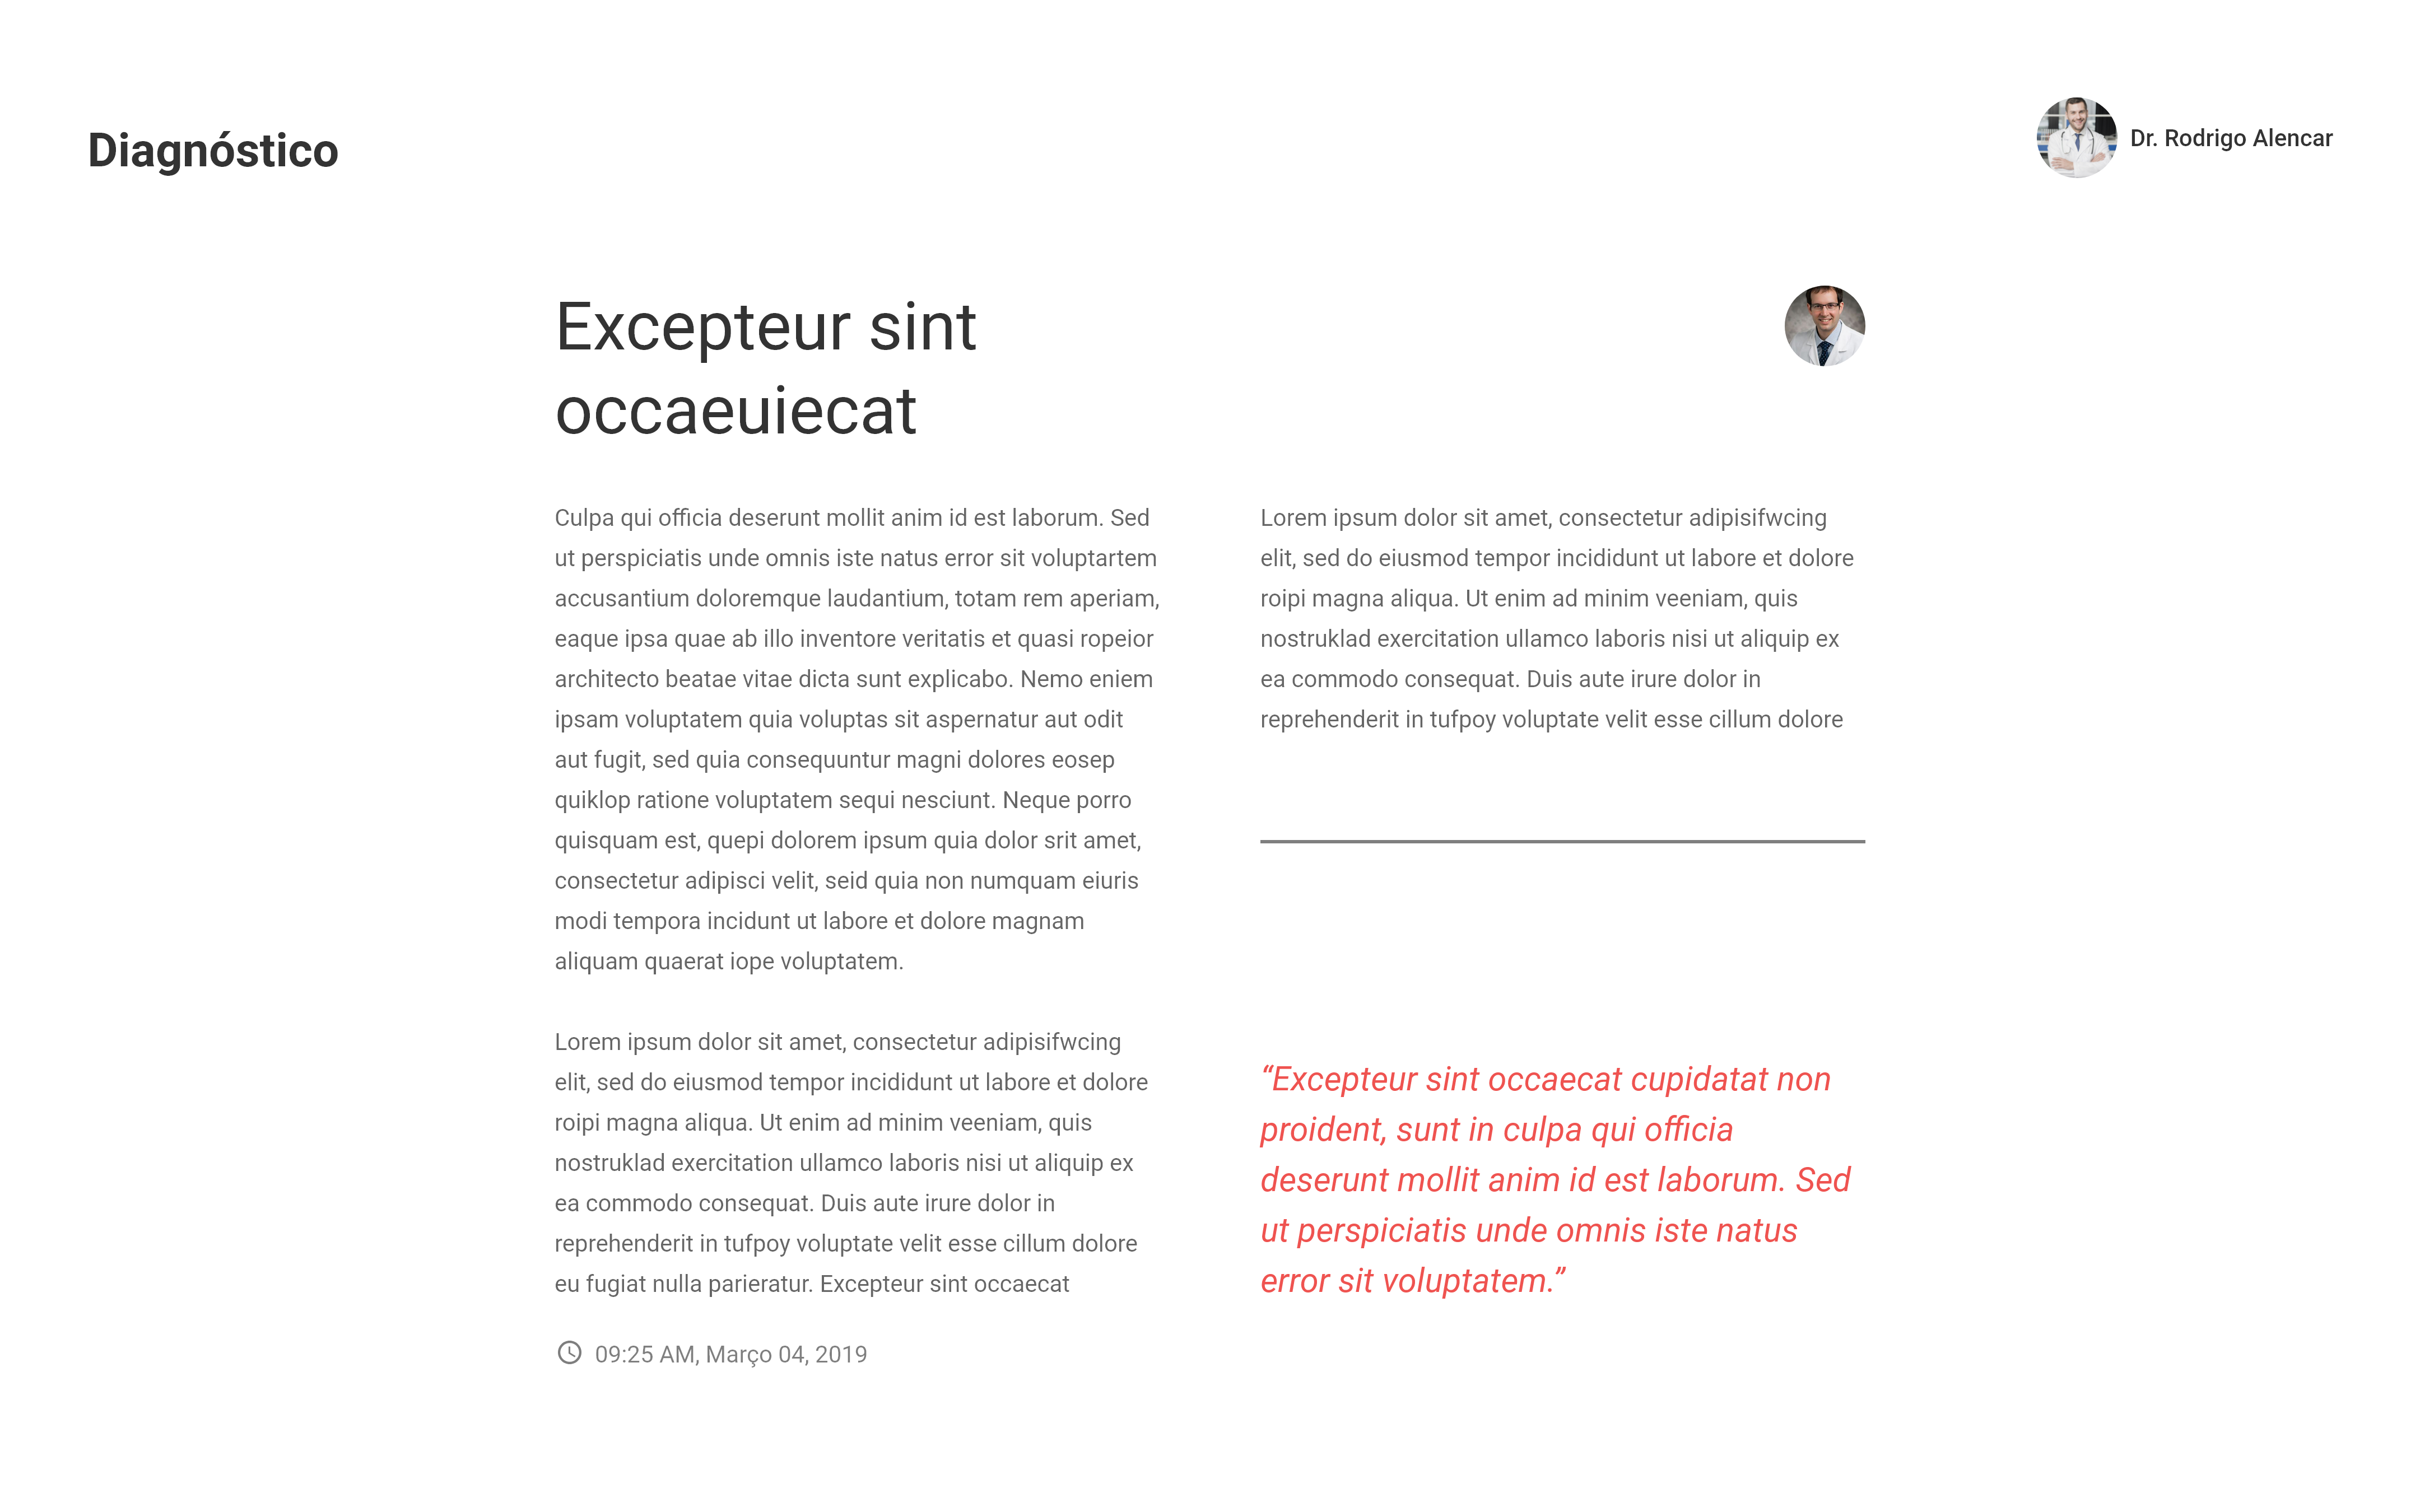 Diagnóstico
Dr. Rodrigo Alencar
Excepteur sint
occaeuiecat
Culpa qui officia deserunt mollit anim id est laborum. Sed
ut perspiciatis unde omnis iste natus error sit voluptartem
accusantium doloremque laudantium, totam rem aperiam,
eaque ipsa quae ab illo inventore veritatis et quasi ropeior
architecto beatae vitae dicta sunt explicabo. Nemo eniem
ipsam voluptatem quia voluptas sit aspernatur aut odit
aut fugit, sed quia consequuntur magni dolores eosep
quiklop ratione voluptatem sequi nesciunt. Neque porro
quisquam est, quepi dolorem ipsum quia dolor srit amet,
consectetur adipisci velit, seid quia non numquam eiuris
modi tempora incidunt ut labore et dolore magnam
aliquam quaerat iope voluptatem.
Lorem ipsum dolor sit amet, consectetur adipisifwcing
elit, sed do eiusmod tempor incididunt ut labore et dolore
roipi magna aliqua. Ut enim ad minim veeniam, quis
nostruklad exercitation ullamco laboris nisi ut aliquip ex
ea commodo consequat. Duis aute irure dolor in
reprehenderit in tufpoy voluptate velit esse cillum dolore
eu fugiat nulla parieratur. Excepteur sint occaecat
09:25 AM, Março 04, 2019
Lorem ipsum dolor sit amet, consectetur adipisifwcing
elit, sed do eiusmod tempor incididunt ut labore et dolore
roipi magna aliqua. Ut enim ad minim veeniam, quis
nostruklad exercitation ullamco laboris nisi ut aliquip ex
ea commodo consequat. Duis aute irure dolor in
reprehenderit in tufpoy voluptate velit esse cillum dolore
“Excepteur sint occaecat cupidatat non
proident, sunt in culpa qui officia
deserunt mollit anim id est laborum. Sed
ut perspiciatis unde omnis iste natus
error sit voluptatem.”